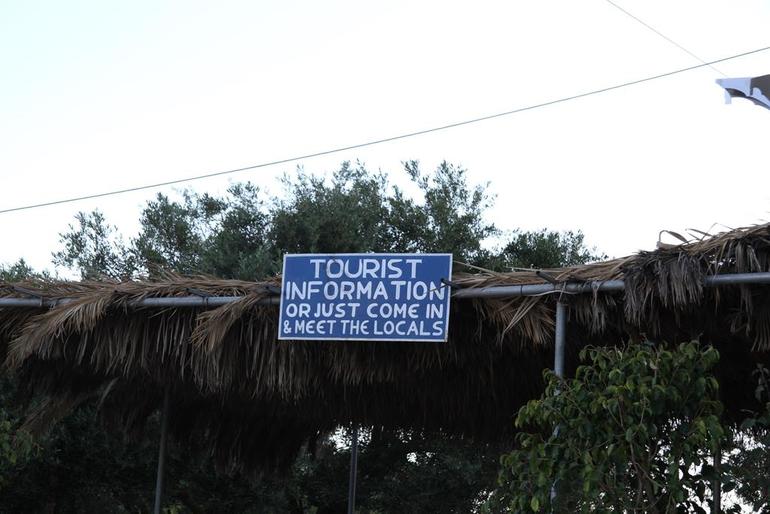 TOURIST
INFORMATION
OR JUST COME IN
& MEET THE LOCALS